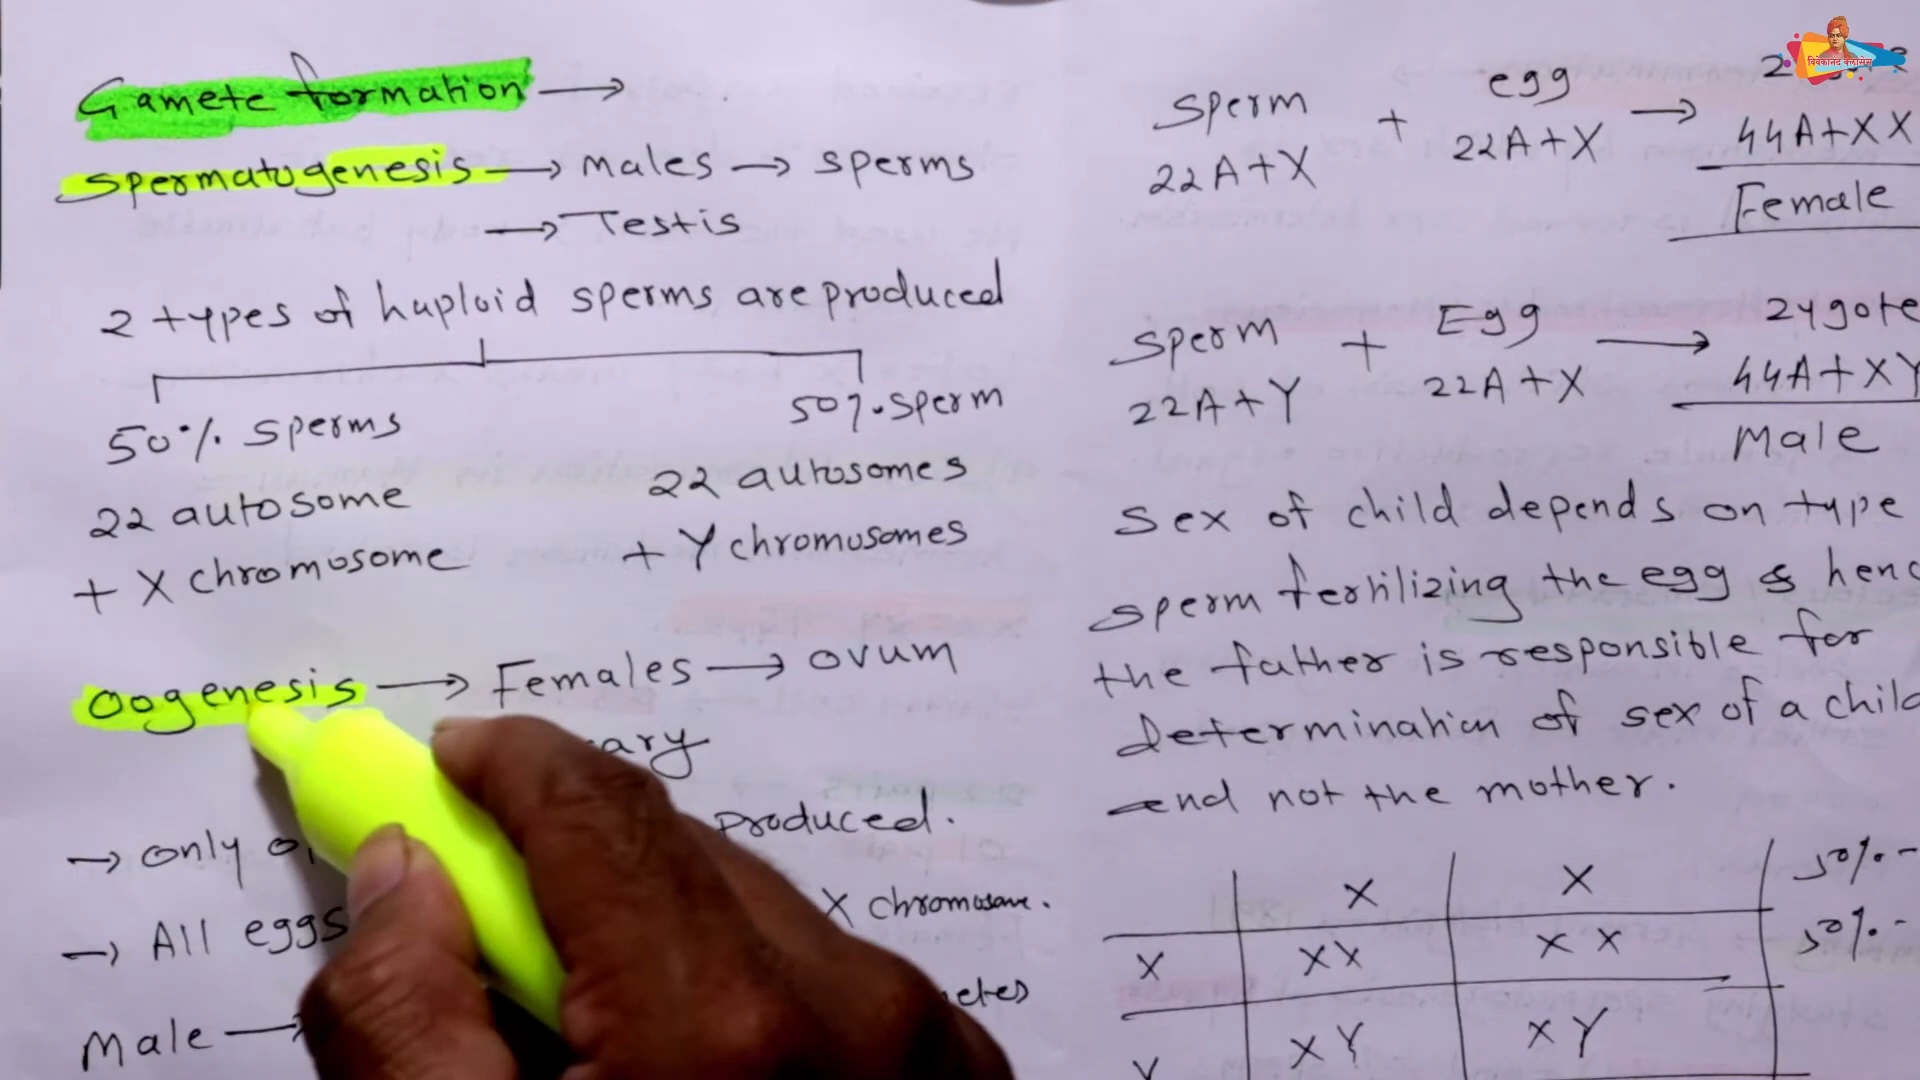 Gamete formation →
Spermatogenesis → Males → sperms
→ Testis
2 types of haploid sperms are produced
50% sperms
50% sperm
22 autosome
22 autosomes
+ X chromosome
+ Y chromosomes
Oogenesis → Females → ovum
→ only
produced.
→ All eggs
X chromosome.
Male →
Sperm + egg →
22A+X 22A+X 44A+XX
Female
Sperm + Egg → zygote
22A+Y 22A+X 44A+XY
Male
Sex of child depends on type
sperm fertilizing the egg &
the father is responsible for
determination of sex of a child
and not the mother.
X X 50%
X XX XX 50%
XY XY
Y
विवेकानंद क्लासेस